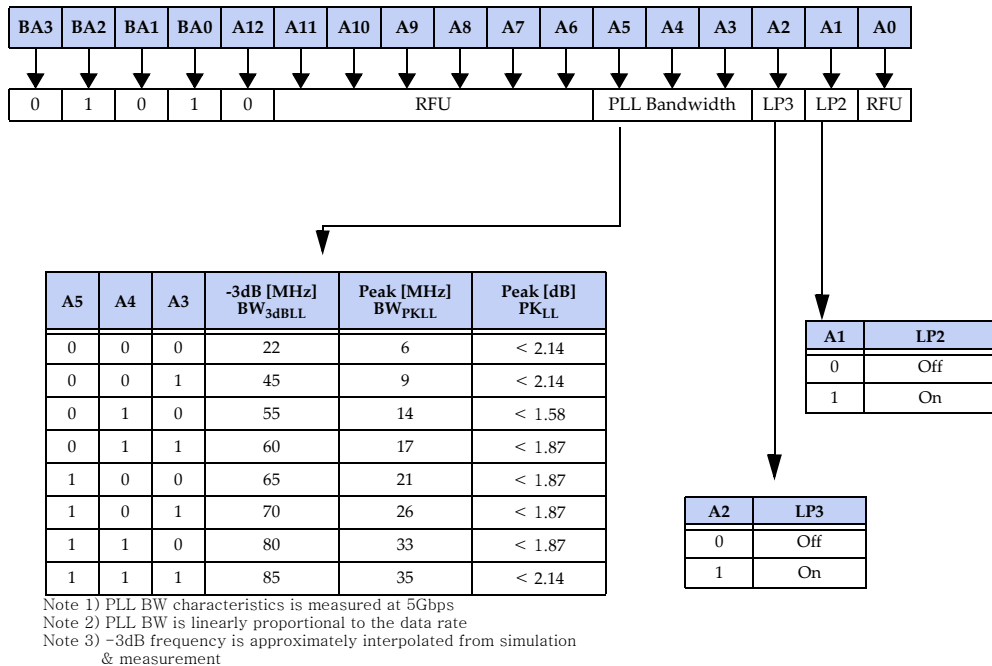 BA3 BA2 BA1 BA0 A12 A11 A10 A9 A8 A7 A6 A5 A4 A3 A2 A1 A0
0 1 0 1 0 RFU PLL Bandwidth LP3 LP2 RFU
A5 A4 A3 -3dB [MHz] BW3dBLL Peak [MHz] BWPKLL Peak [dB] PKLL
0 0 0 22 6 < 2.14
0 0 1 45 9 < 2.14
0 1 0 55 14 < 1.58
0 1 1 60 17 < 1.87
1 0 0 65 21 < 1.87
1 0 1 70 26 < 1.87
1 1 0 80 33 < 1.87
1 1 1 85 35 < 2.14
A1 LP2
0 Off
1 On
A2 LP3
0 Off
1 On
Note 1) PLL BW characteristics is measured at 5Gbps
Note 2) PLL BW is linearly proportional to the data rate
Note 3) -3dB frequency is approximately interpolated from simulation
& measurement